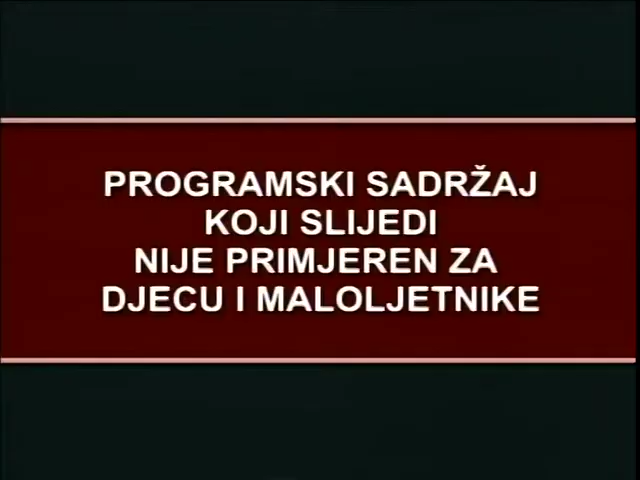 PROGRAMSKI SADRŽAJ
KOJI SLIJEDI
NIJE PRIMJEREN ZA
DJECU I MALOLJETNIKE